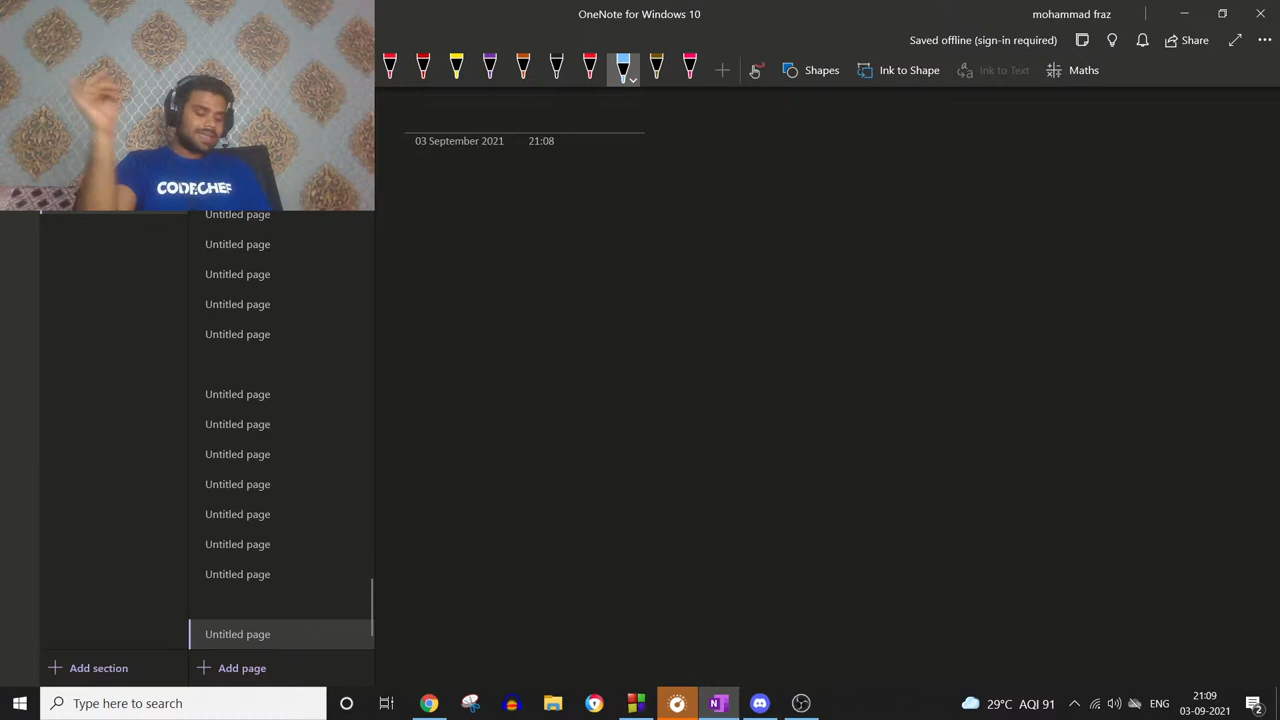 OneNote for Windows 10
mohammad fraz
Saved offline (sign-in required)
Share
Shapes
Ink to Shape
Ink to Text
Maths
03 September 2021 21:08
CODECHEF
Untitled page
Untitled page
Untitled page
Untitled page
Untitled page
Untitled page
Untitled page
Untitled page
Untitled page
Untitled page
Untitled page
Untitled page
Untitled page
Add section
Add page
Type here to search
29°C AQI 91
ENG
21:09
03-09-2021
2